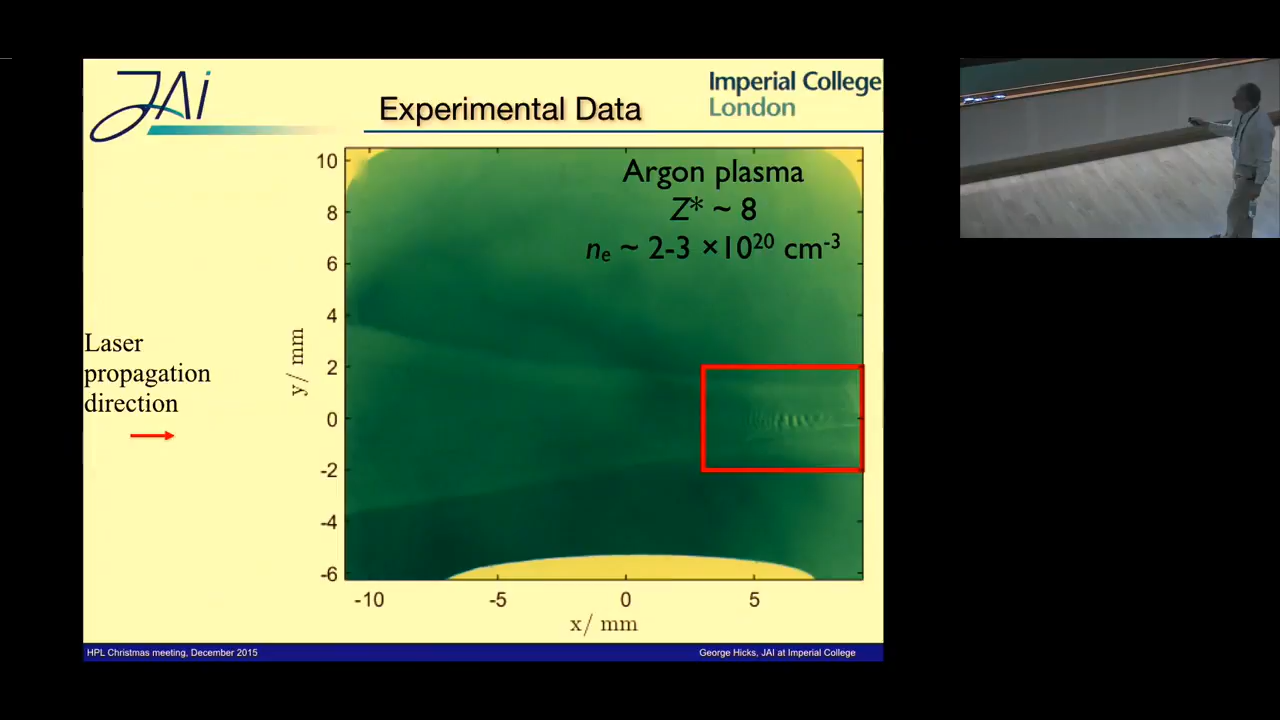 JAi
Experimental Data
Imperial College
London
Argon plasma
Z* ~ 8
nₑ ~ 2-3 ×10²⁰ cm⁻³
Laser
propagation
direction
y/ mm
10
8
6
4
2
0
-2
-4
-6
-10 -5 0 5
x/ mm
HPL Christmas meeting, December 2015
George Hicks, JAI at Imperial College